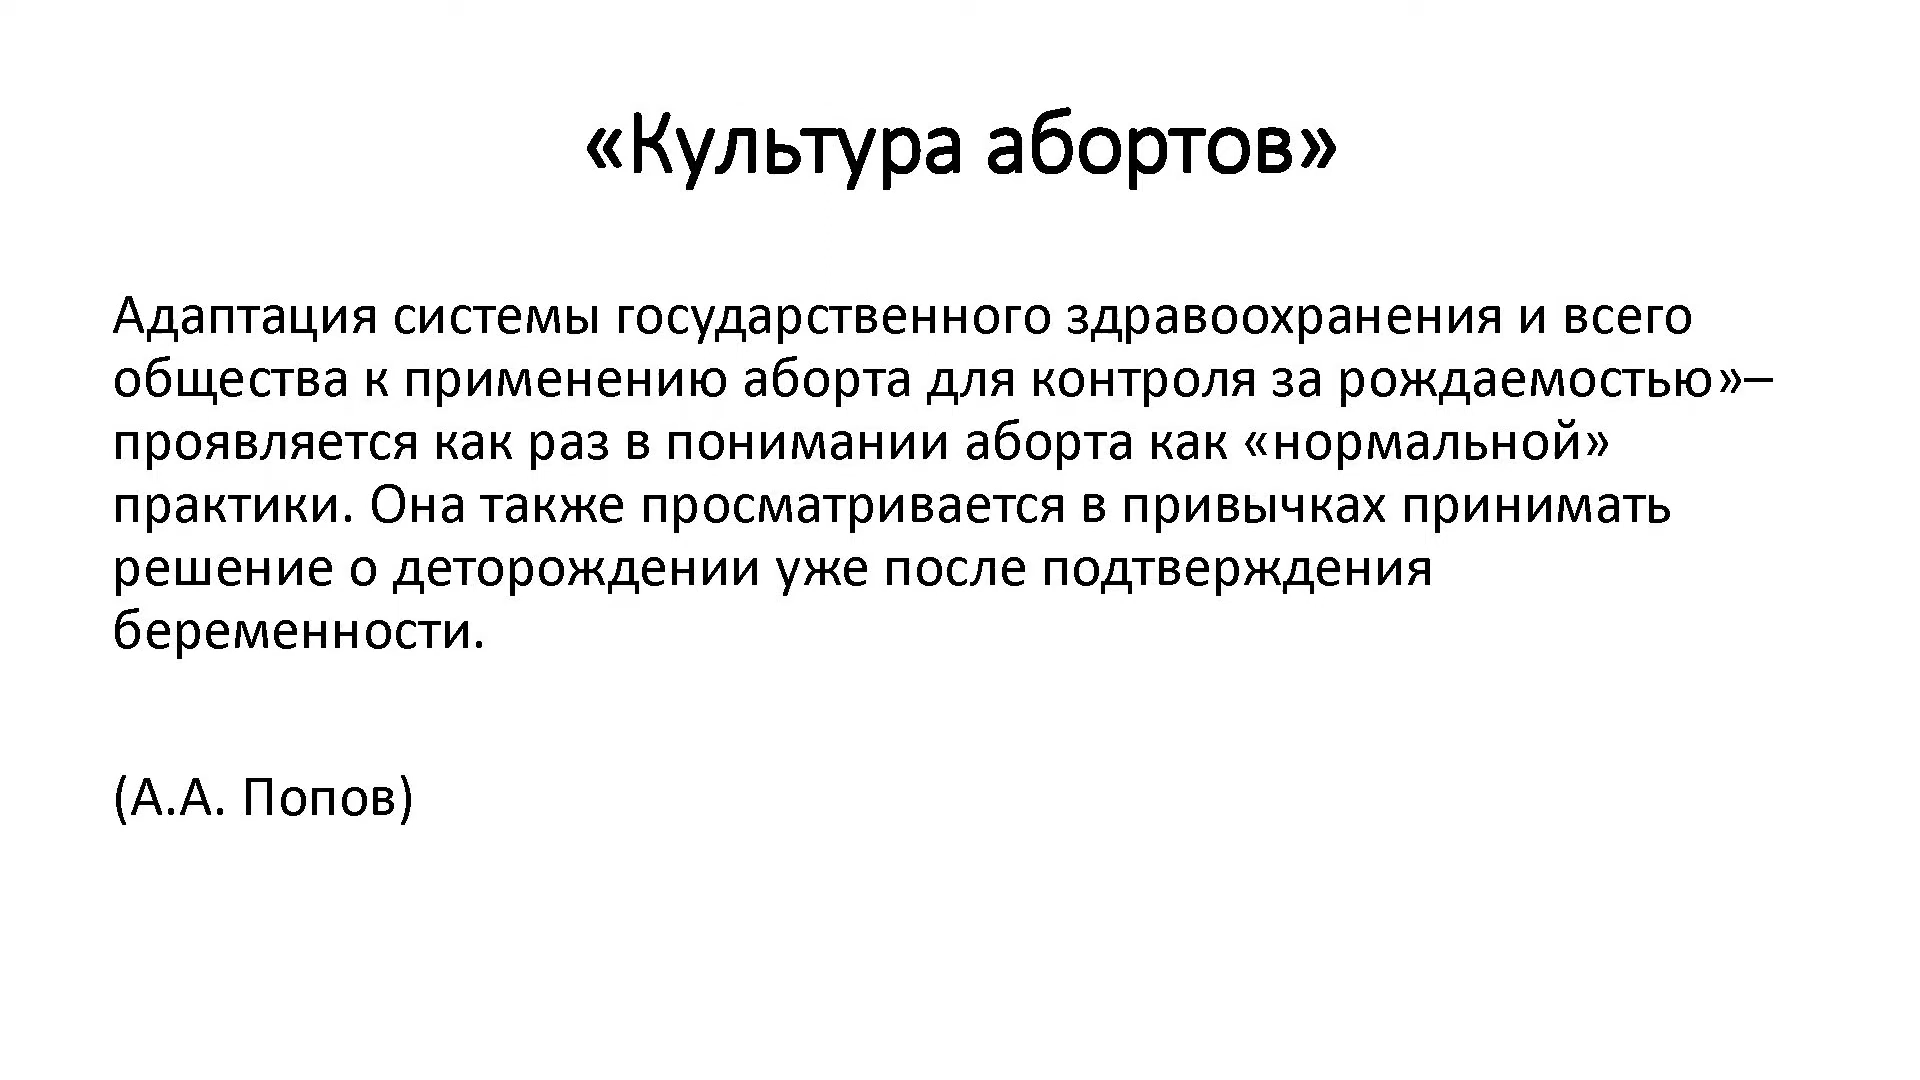 «Культура абортов»
Адаптация системы государственного здравоохранения и всего
общества к применению аборта для контроля за рождаемостью»–
проявляется как раз в понимании аборта как «нормальной»
практики. Она также просматривается в привычках принимать
решение о деторождении уже после подтверждения
беременности.
(А.А. Попов)